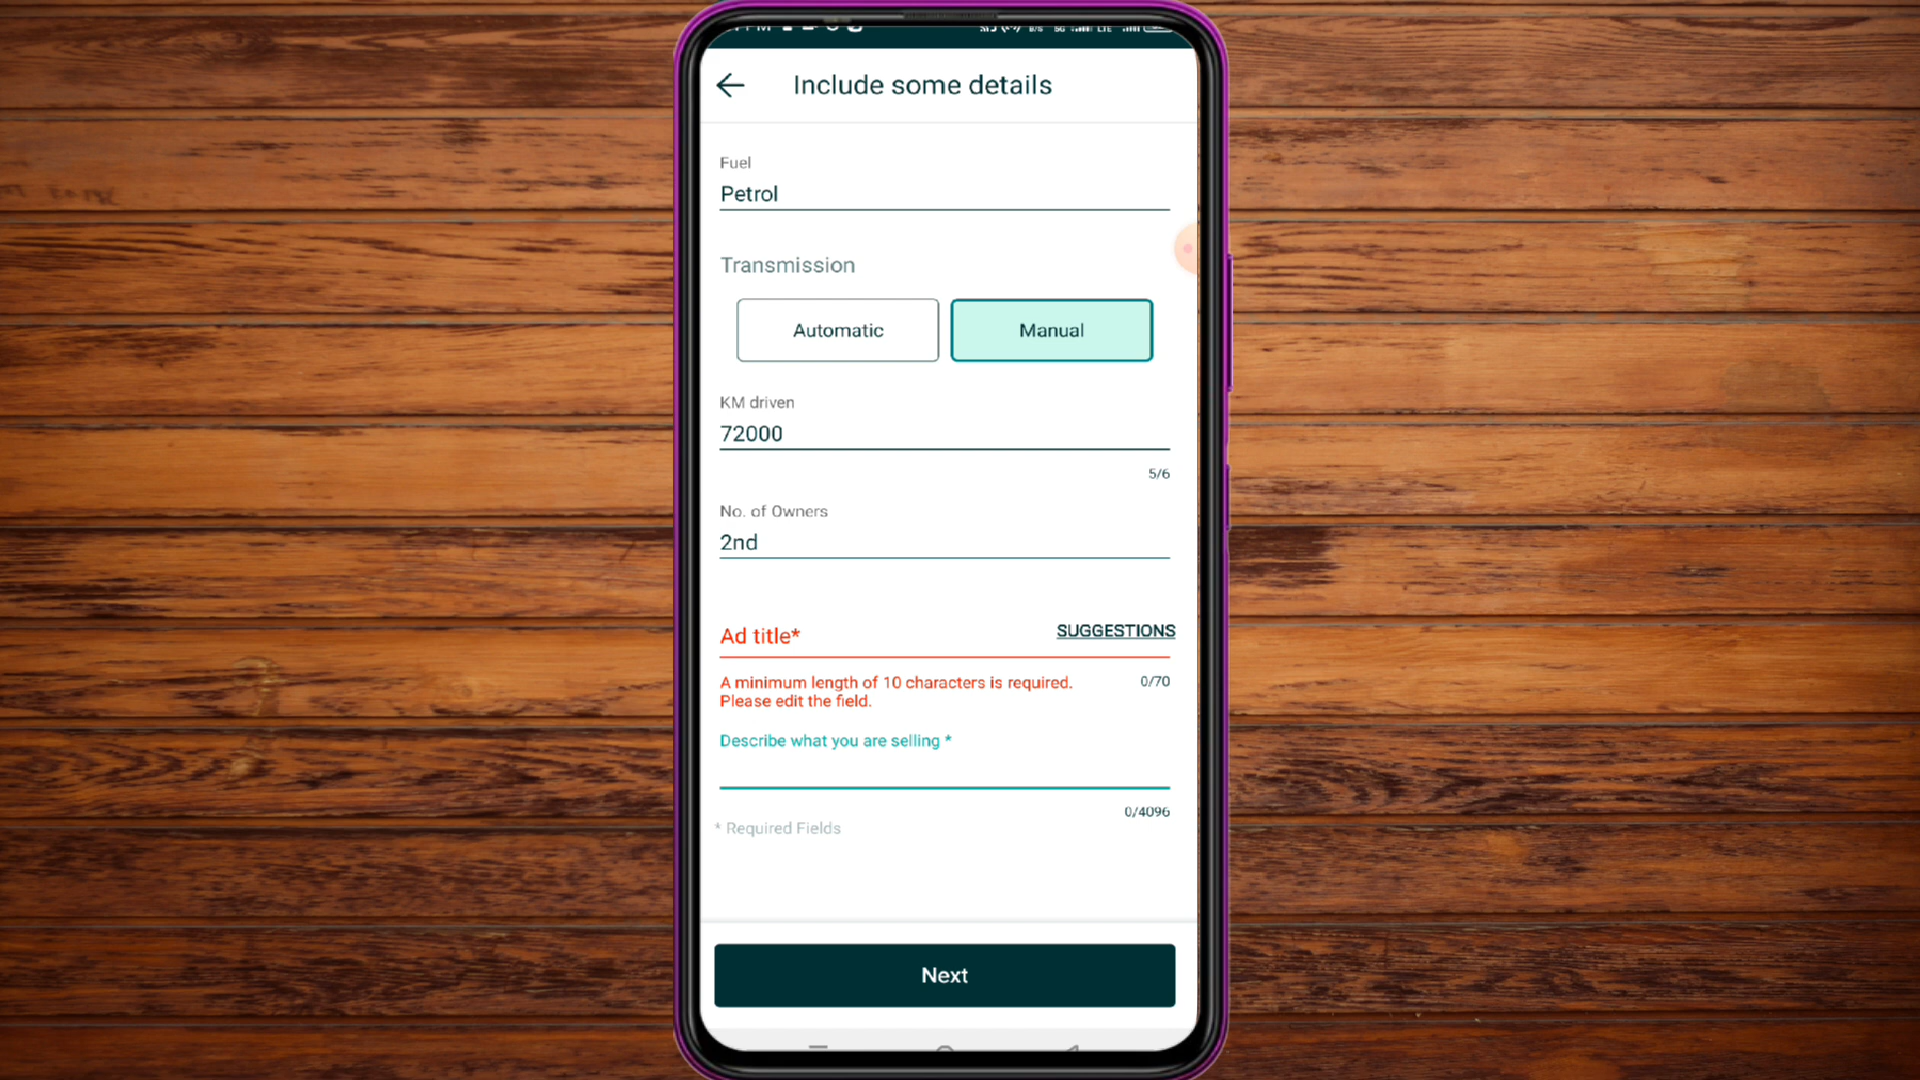 Include some details
Fuel
Petrol
Transmission
Automatic
Manual
KM driven
72000
5/6
No. of Owners
2nd
Ad title*
SUGGESTIONS
A minimum length of 10 characters is required.
0/70
Please edit the field.
Describe what you are selling *
0/4096
* Required Fields
Next